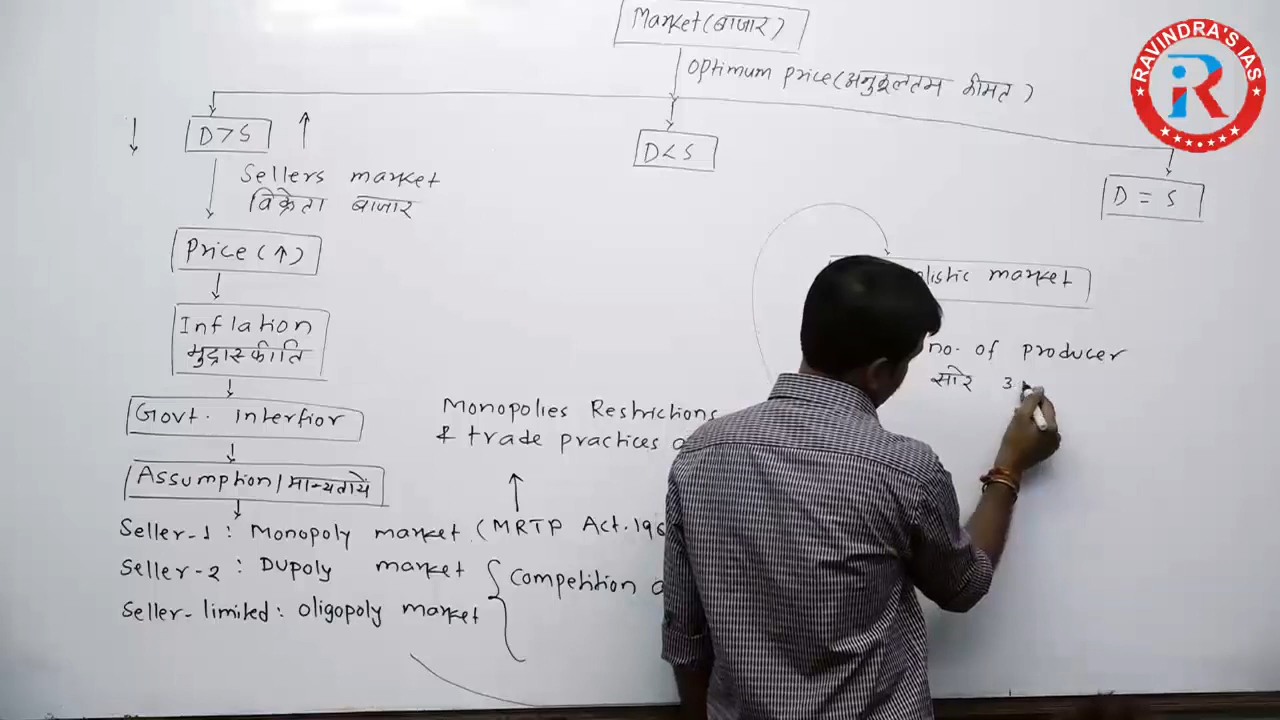 Market (बाजार)
Optimum Price (अनुकूलतम कीमत)
D > S
D < S
D = S
Sellers market
विक्रेता बाजार
Price (↑)
Inflation
मुद्रास्फीति
Govt. Interfior
Assumption / मान्यतायें
Seller-1 : Monopoly market (MRTP Act.
Seller-2 : Dupoly market
Seller-limited : Oligopoly market
Competition
Monopolies Restrictions
& trade practices
market
no. of producer
RAVINDRA'S IAS
iR